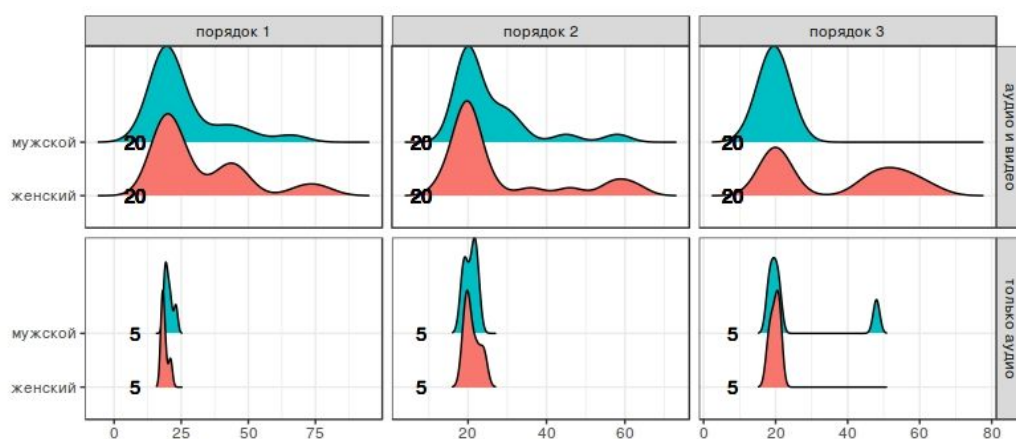 порядок 1
порядок 2
порядок 3
мужской
20
20
20
женский
20
20
20
аудио и видео
мужской
5
5
5
женский
5
5
5
только аудио
0 25 50 75
20 40 60
0 20 40 60 80